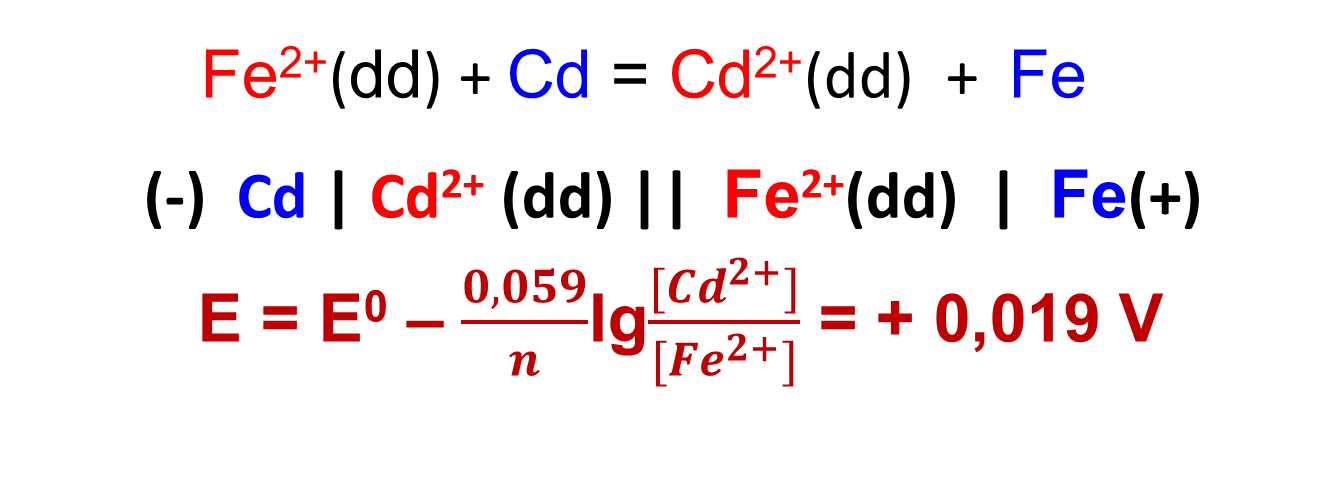 Fe²⁺(dd) + Cd = Cd²⁺(dd) + Fe
(-) Cd | Cd²⁺ (dd) || Fe²⁺(dd) | Fe(+)
E = E⁰ – 0,059/n lg [Cd²⁺]/[Fe²⁺] = + 0,019 V